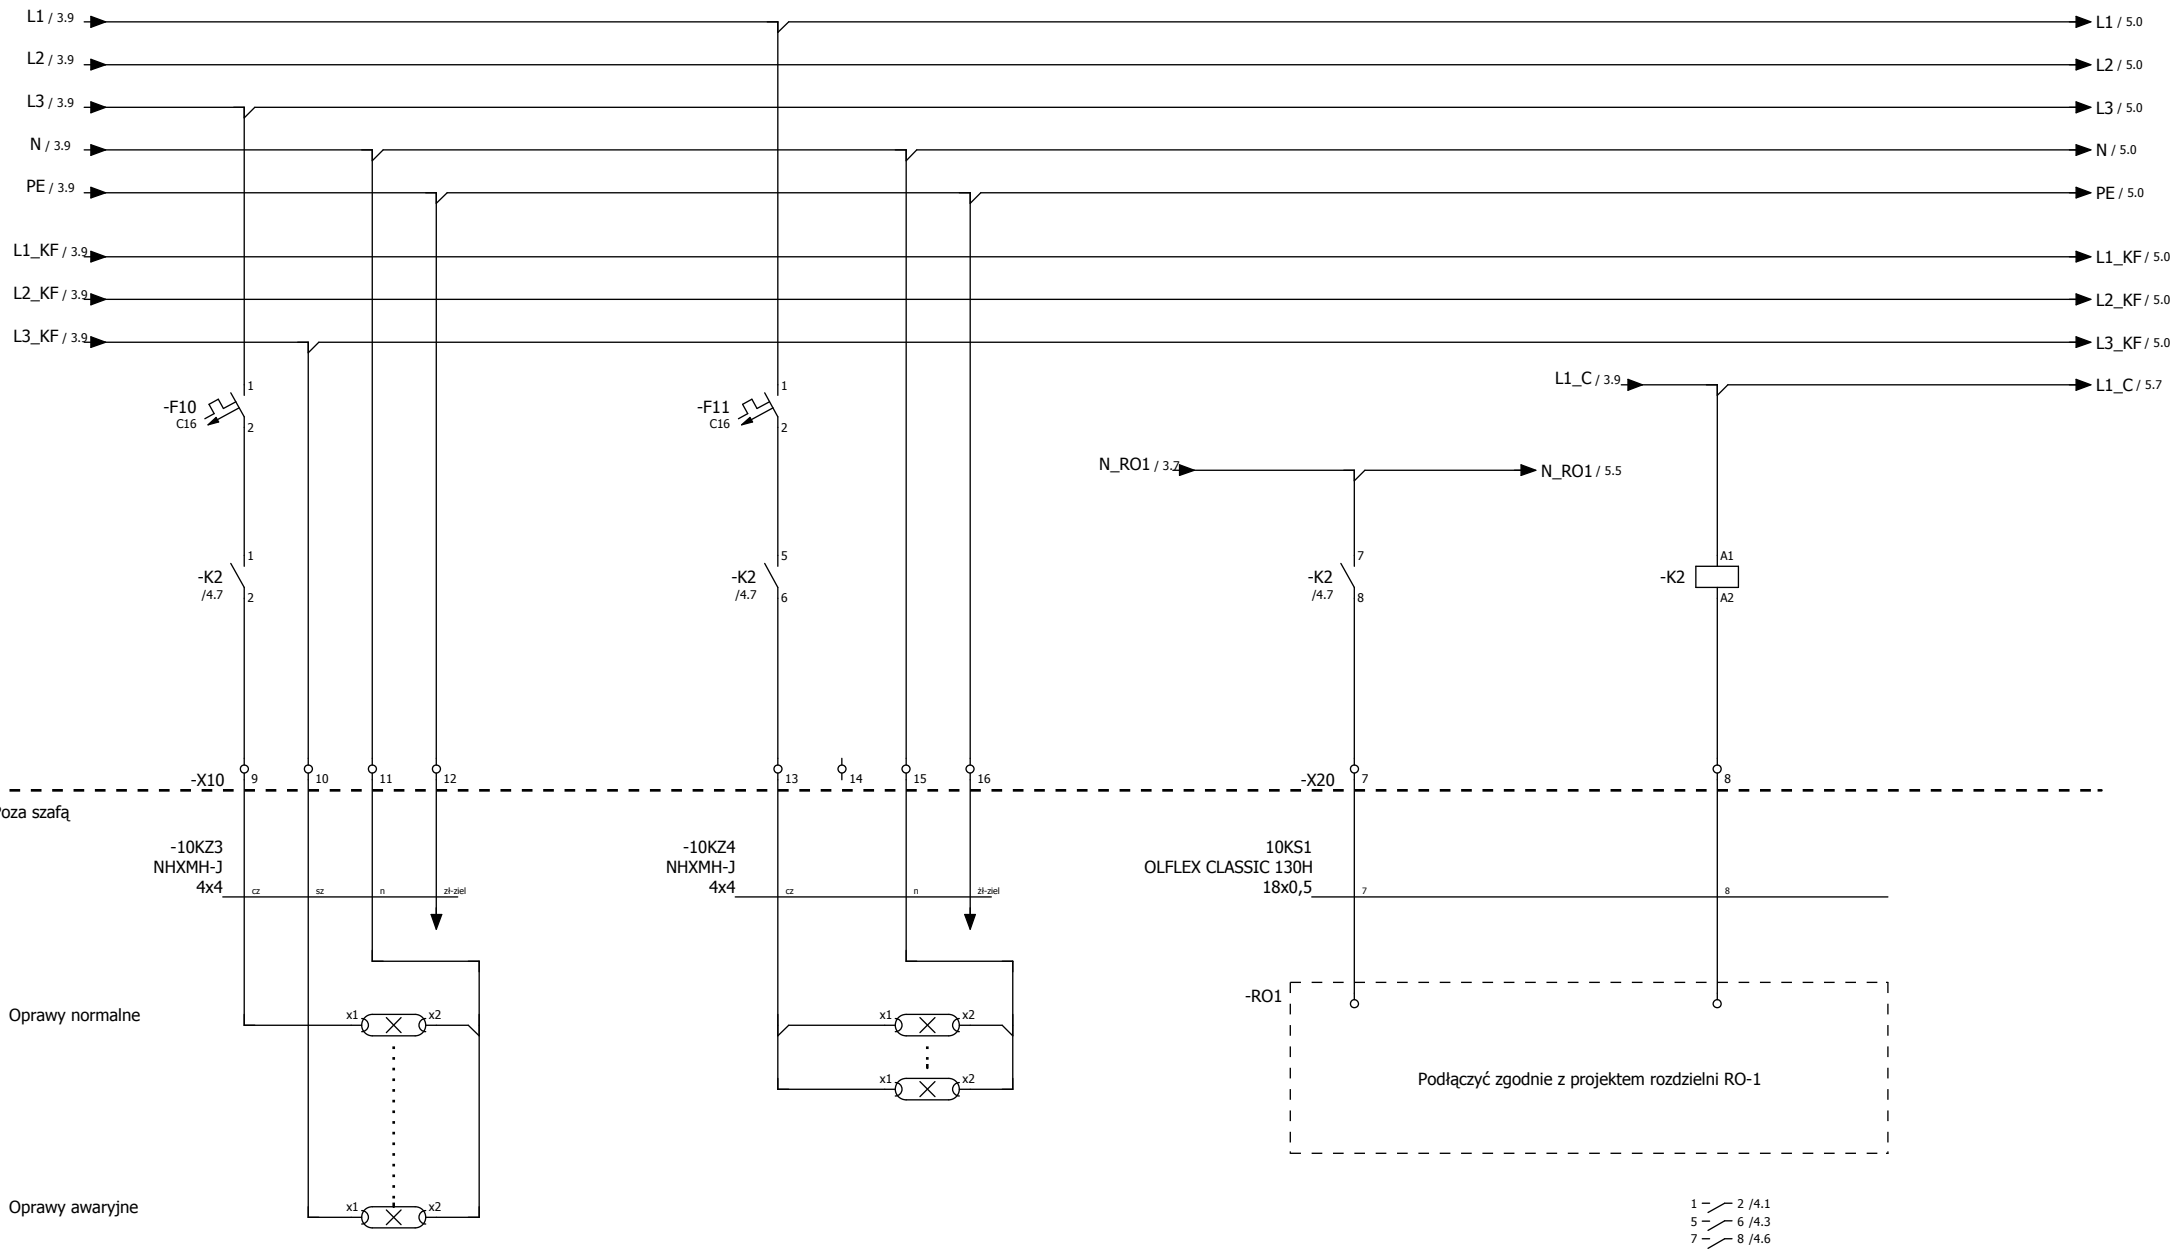 L1 / 3.9
L1 / 5.0
L2 / 3.9
L2 / 5.0
L3 / 3.9
L3 / 5.0
N / 3.9
N / 5.0
PE / 3.9
PE / 5.0
L1_KF / 3.9
L1_KF / 5.0
L2_KF / 3.9
L2_KF / 5.0
L3_KF / 3.9
L3_KF / 5.0
L1_C / 3.9
L1_C / 5.7
1
-F10
C16
2
1
-F11
C16
2
N_RO1 / 3.7
N_RO1 / 5.5
1
-K2
/4.7
2
5
-K2
/4.7
6
7
-K2
/4.7
8
A1
-K2
A2
-X10
9
10
11
12
13
14
15
16
-X20
7
8
oza szafą
-10KZ3
NHXMH-J
4x4
cz
sz
n
zł-ziel
-10KZ4
NHXMH-J
4x4
cz
n
żł-ziel
10KS1
OLFLEX CLASSIC 130H
18x0,5
7
8
-RO1
Oprawy normalne
x1
x2
x1
x2
x1
x2
Podłączyć zgodnie z projektem rozdzielni RO-1
Oprawy awaryjne
x1
x2
1 2 /4.1
5 6 /4.3
7 8 /4.6